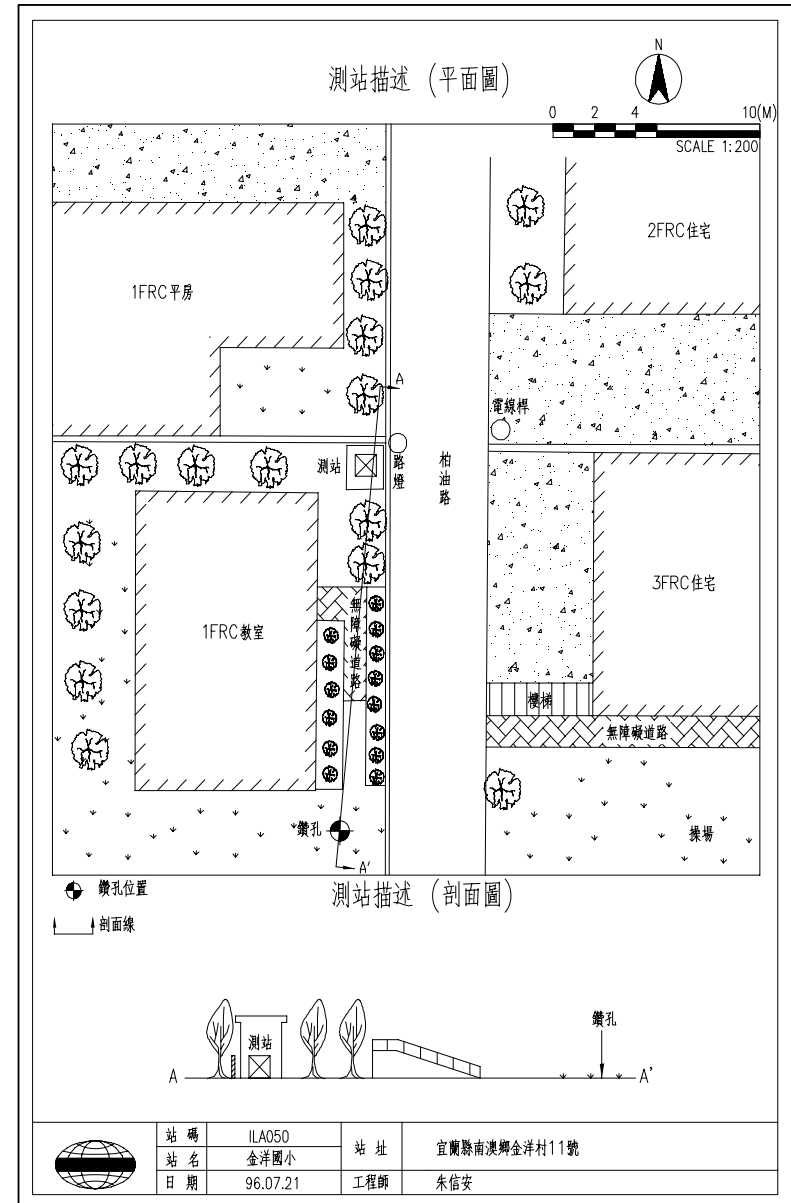 測站描述 (平面圖)
N
0 2 4 10(M)
SCALE 1:200
2FRC住宅
1FRC平房
A
電線桿
測站
路燈
柏油路
3FRC住宅
無障礙道路
1FRC教室
樓梯
無障礙道路
鑽孔
操場
A'
鑽孔位置
測站描述 (剖面圖)
剖面線
鑽孔
測站
A
A'
站碼 ILA050 站址 宜蘭縣南澳鄉金洋村11號
站名 金洋國小
日期 96.07.21 工程師 朱信安